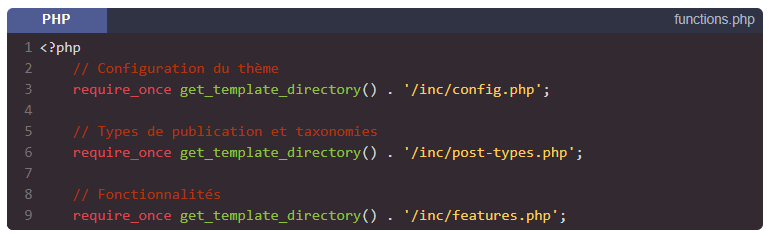 PHP functions.php
1 <?php
2 // Configuration du thème
3 require_once get_template_directory() . '/inc/config.php';
4
5 // Types de publication et taxonomies
6 require_once get_template_directory() . '/inc/post-types.php';
7
8 // Fonctionnalités
9 require_once get_template_directory() . '/inc/features.php';